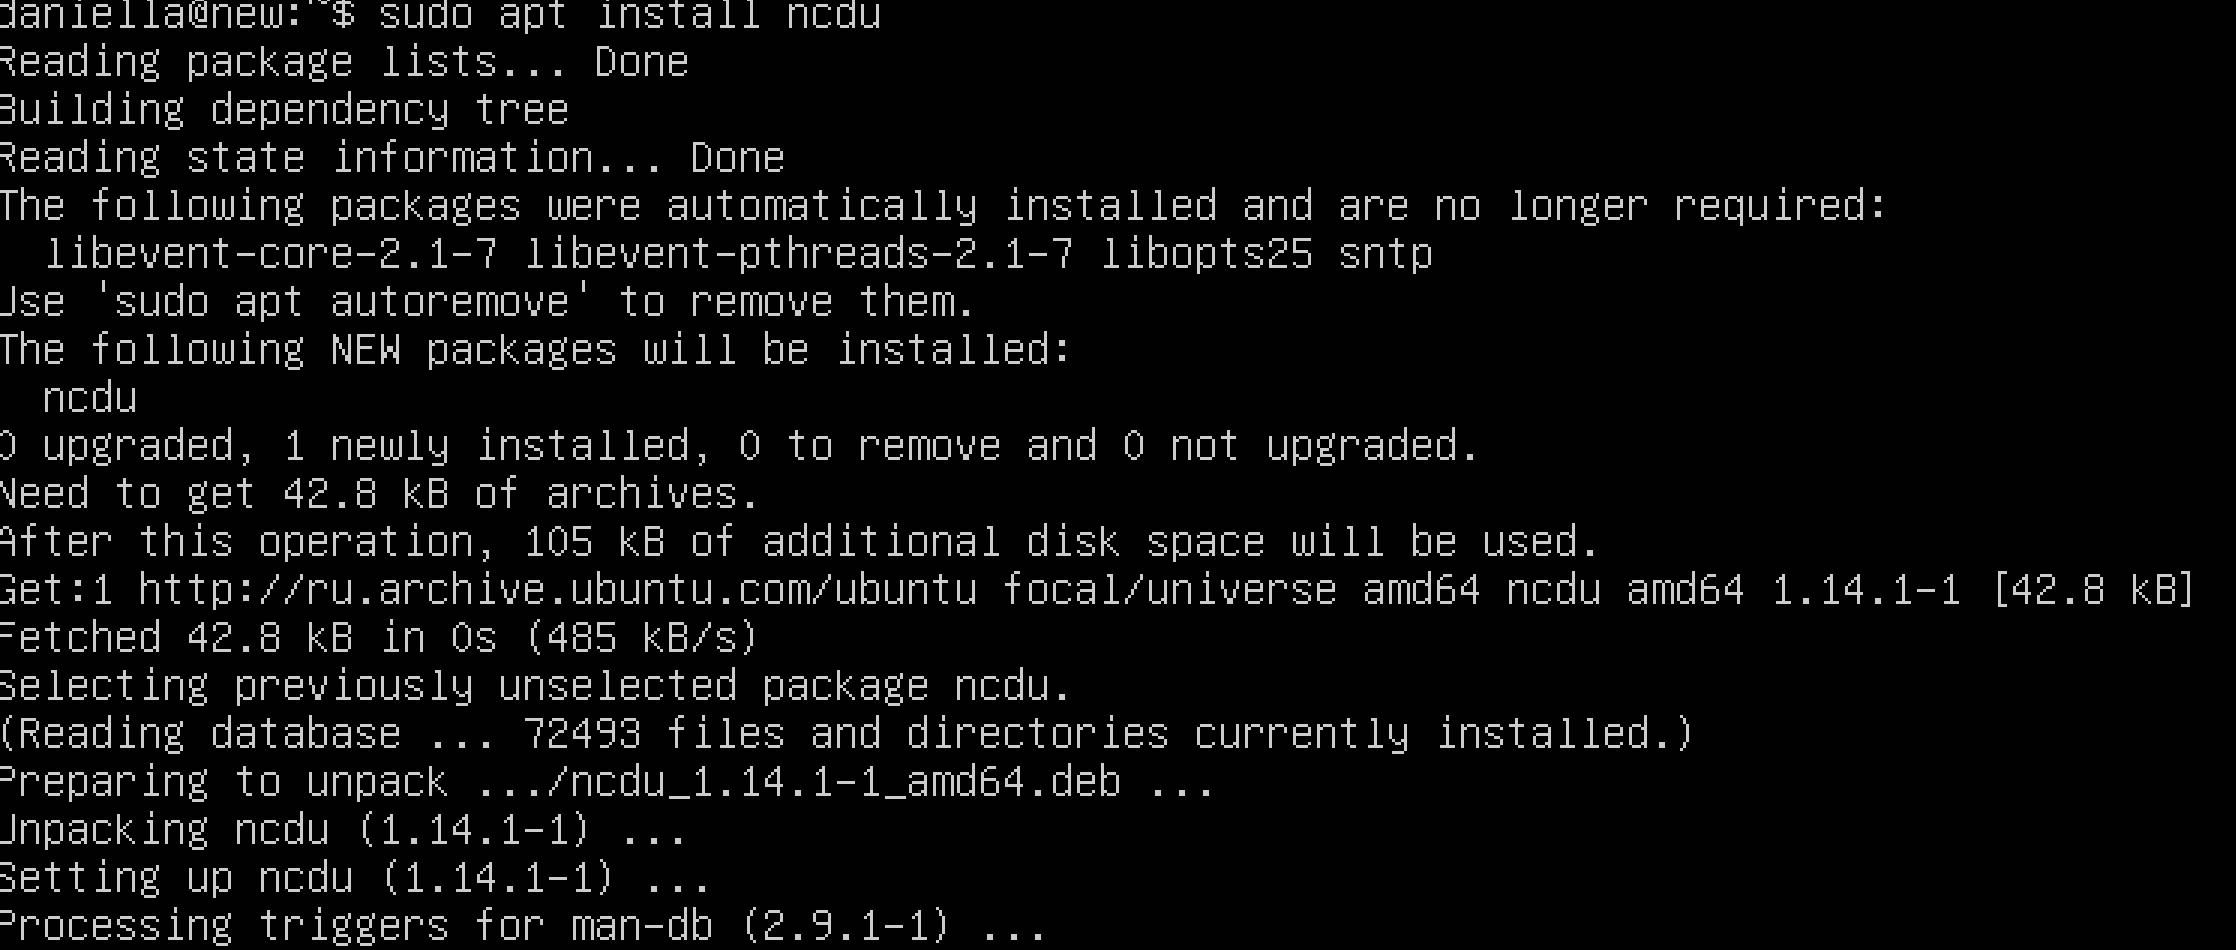 daniella@new:~$ sudo apt install ncdu
Reading package lists... Done
Building dependency tree
Reading state information... Done
The following packages were automatically installed and are no longer required:
  libevent-core-2.1-7 libevent-pthreads-2.1-7 libopts25 sntp
Use 'sudo apt autoremove' to remove them.
The following NEW packages will be installed:
  ncdu
0 upgraded, 1 newly installed, 0 to remove and 0 not upgraded.
Need to get 42.8 kB of archives.
After this operation, 105 kB of additional disk space will be used.
Get:1 http://ru.archive.ubuntu.com/ubuntu focal/universe amd64 ncdu amd64 1.14.1-1 [42.8 kB]
Fetched 42.8 kB in 0s (485 kB/s)
Selecting previously unselected package ncdu.
(Reading database ... 72493 files and directories currently installed.)
Preparing to unpack .../ncdu_1.14.1-1_amd64.deb ...
Unpacking ncdu (1.14.1-1) ...
Setting up ncdu (1.14.1-1) ...
Processing triggers for man-db (2.9.1-1) ...